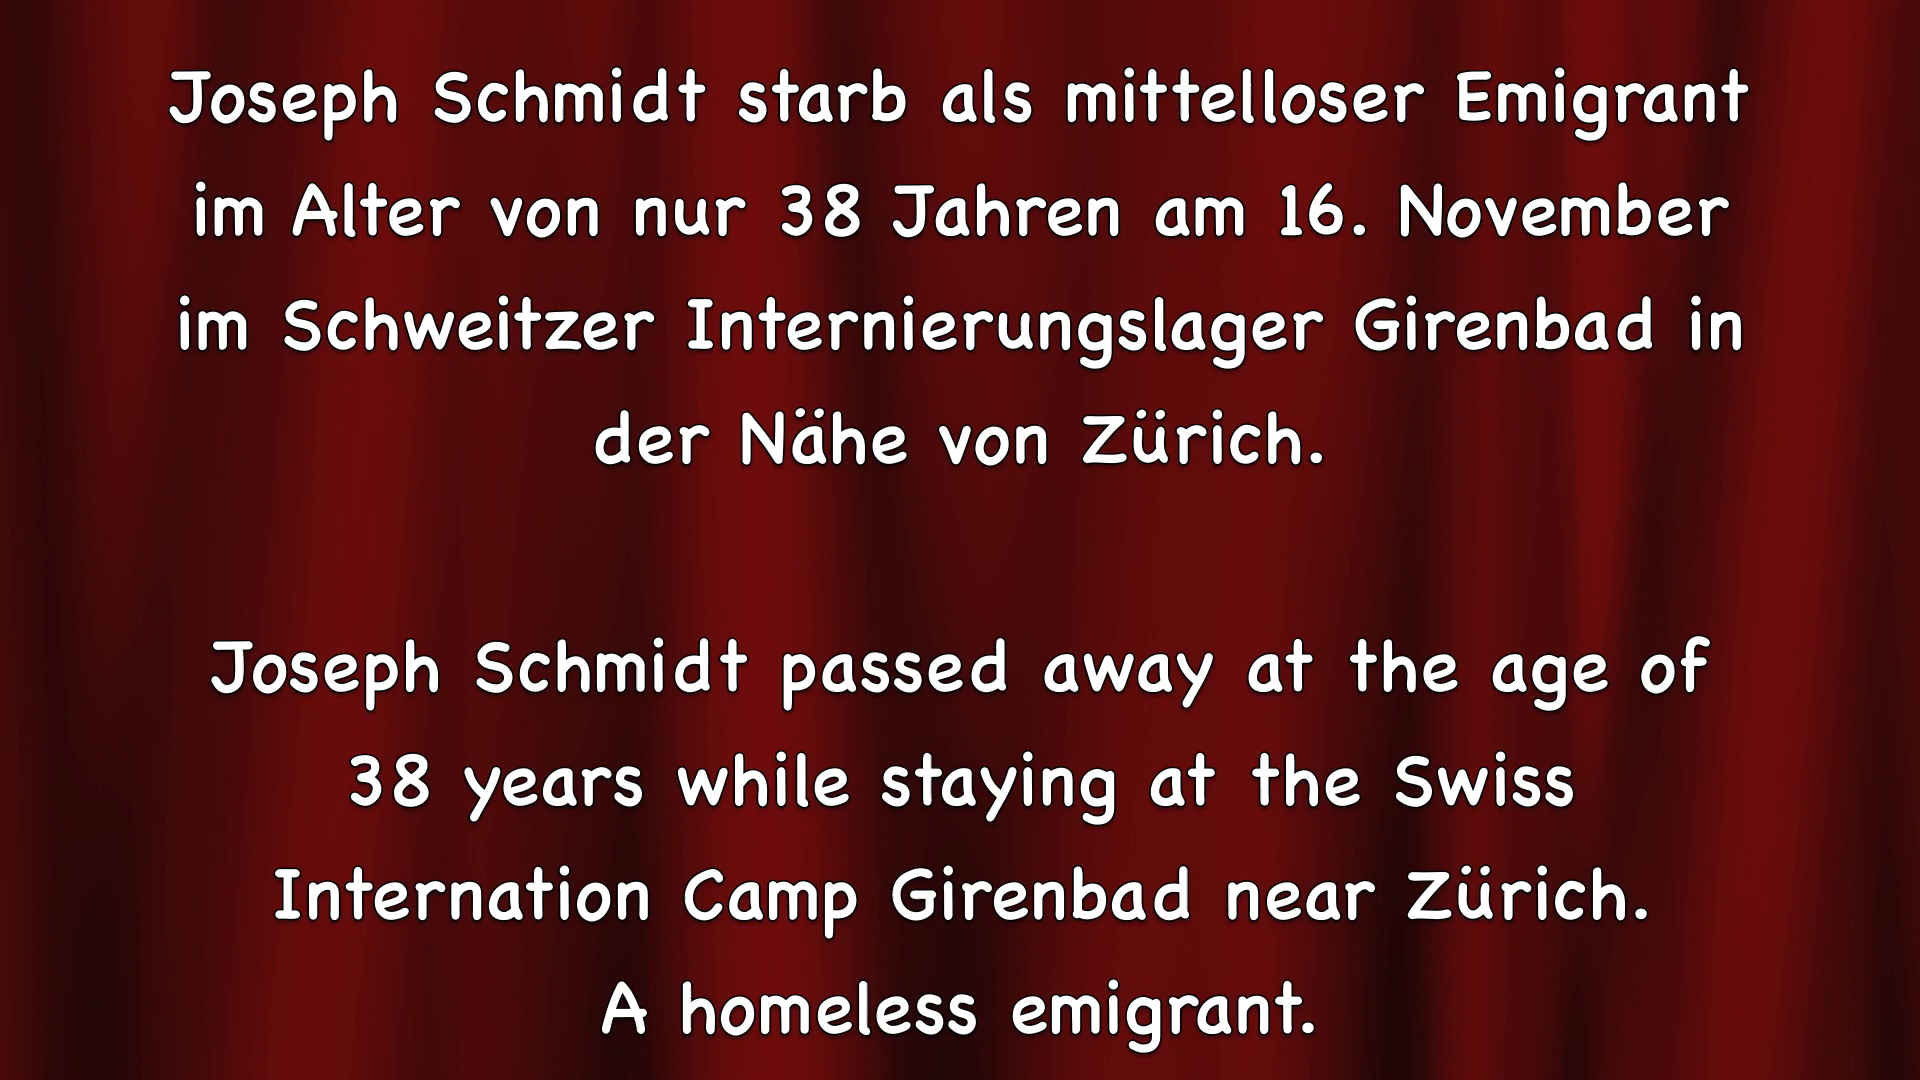 Joseph Schmidt starb als mittelloser Emigrant
im Alter von nur 38 Jahren am 16. November
im Schweitzer Internierungslager Girenbad in
der Nähe von Zürich.
Joseph Schmidt passed away at the age of
38 years while staying at the Swiss
Internation Camp Girenbad near Zürich.
A homeless emigrant.